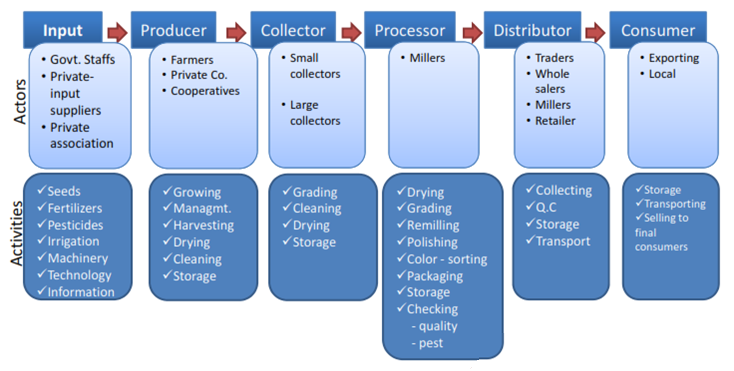 Input
Producer
Collector
Processor
Distributor
Consumer
Actors
• Govt. Staffs
• Private-
input
suppliers
• Private
association
• Farmers
• Private Co.
• Cooperatives
• Small
collectors
• Large
collectors
• Millers
• Traders
• Whole
salers
• Millers
• Retailer
• Exporting
• Local
Activities
✓Seeds
✓Fertilizers
✓Pesticides
✓Irrigation
✓Machinery
✓Technology
✓Information
✓Growing
✓Managmt.
✓Harvesting
✓Drying
✓Cleaning
✓Storage
✓Grading
✓Cleaning
✓Drying
✓Storage
✓Drying
✓Grading
✓Remilling
✓Polishing
✓Color - sorting
✓Packaging
✓Storage
✓Checking
- quality
- pest
✓Collecting
✓Q.C
✓Storage
✓Transport
✓Storage
✓Transporting
✓Selling to
final
consumers